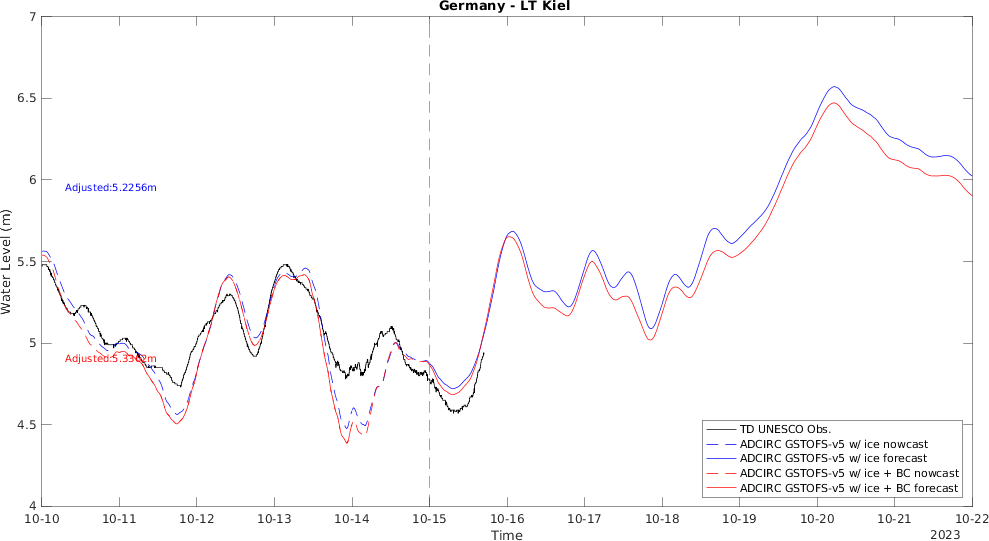 Germany - LT Kiel
7
6.5
6
5.5
5
4.5
4
Water Level (m)
Adjusted:5.2256m
Adjusted:5.3362m
TD UNESCO Obs.
ADCIRC GSTOFS-v5 w/ ice nowcast
ADCIRC GSTOFS-v5 w/ ice forecast
ADCIRC GSTOFS-v5 w/ ice + BC nowcast
ADCIRC GSTOFS-v5 w/ ice + BC forecast
10-10 10-11 10-12 10-13 10-14 10-15 10-16 10-17 10-18 10-19 10-20 10-21 10-22
Time
2023